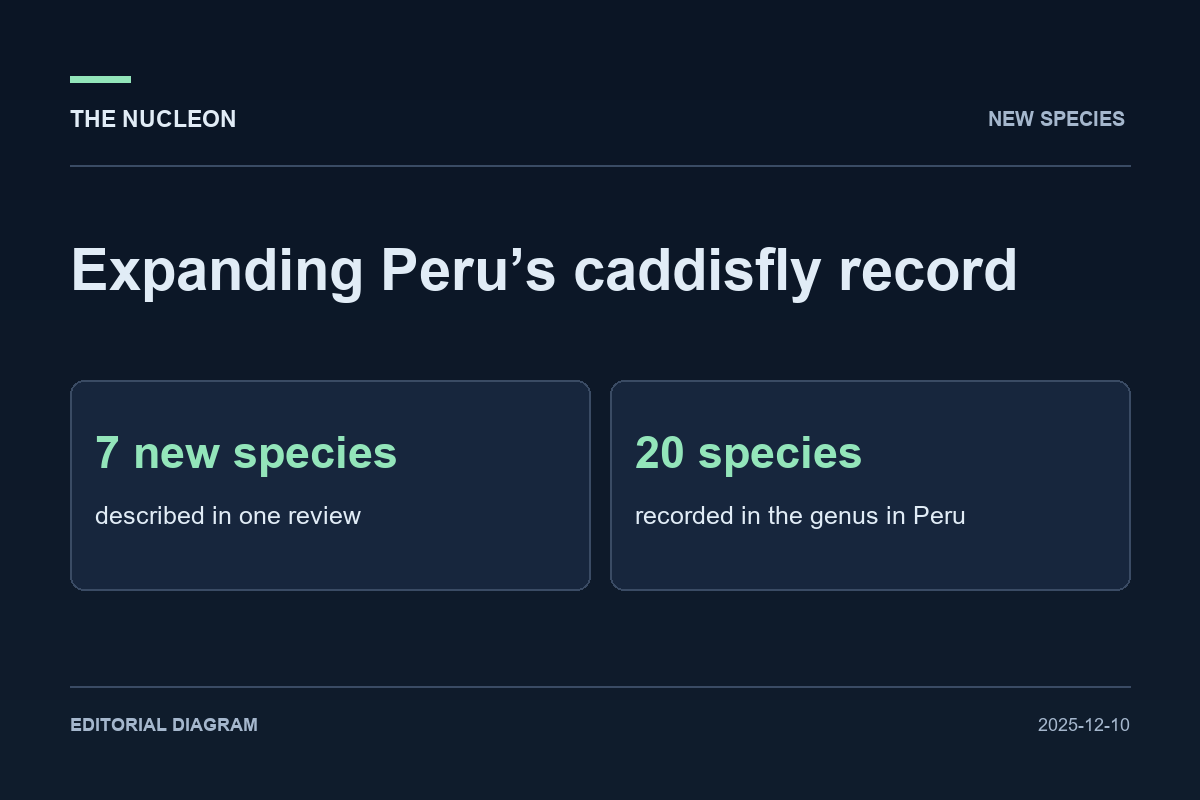 THE NUCLEON
NEW SPECIES
Expanding Peru’s caddisfly record
7 new species
described in one review
20 species
recorded in the genus in Peru
EDITORIAL DIAGRAM
2025-12-10